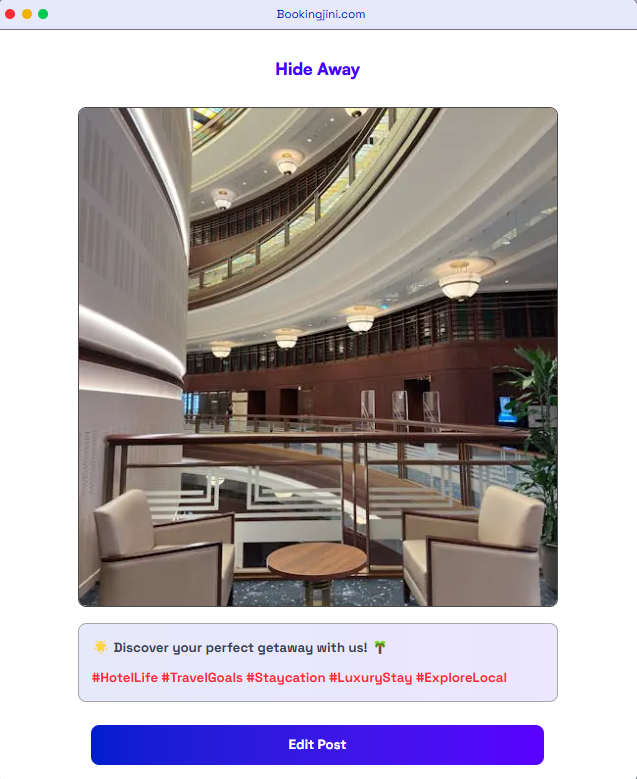 Bookingjini.com
Hide Away
🌟 Discover your perfect getaway with us! 🌴
#HotelLife #TravelGoals #Staycation #LuxuryStay #ExploreLocal
Edit Post